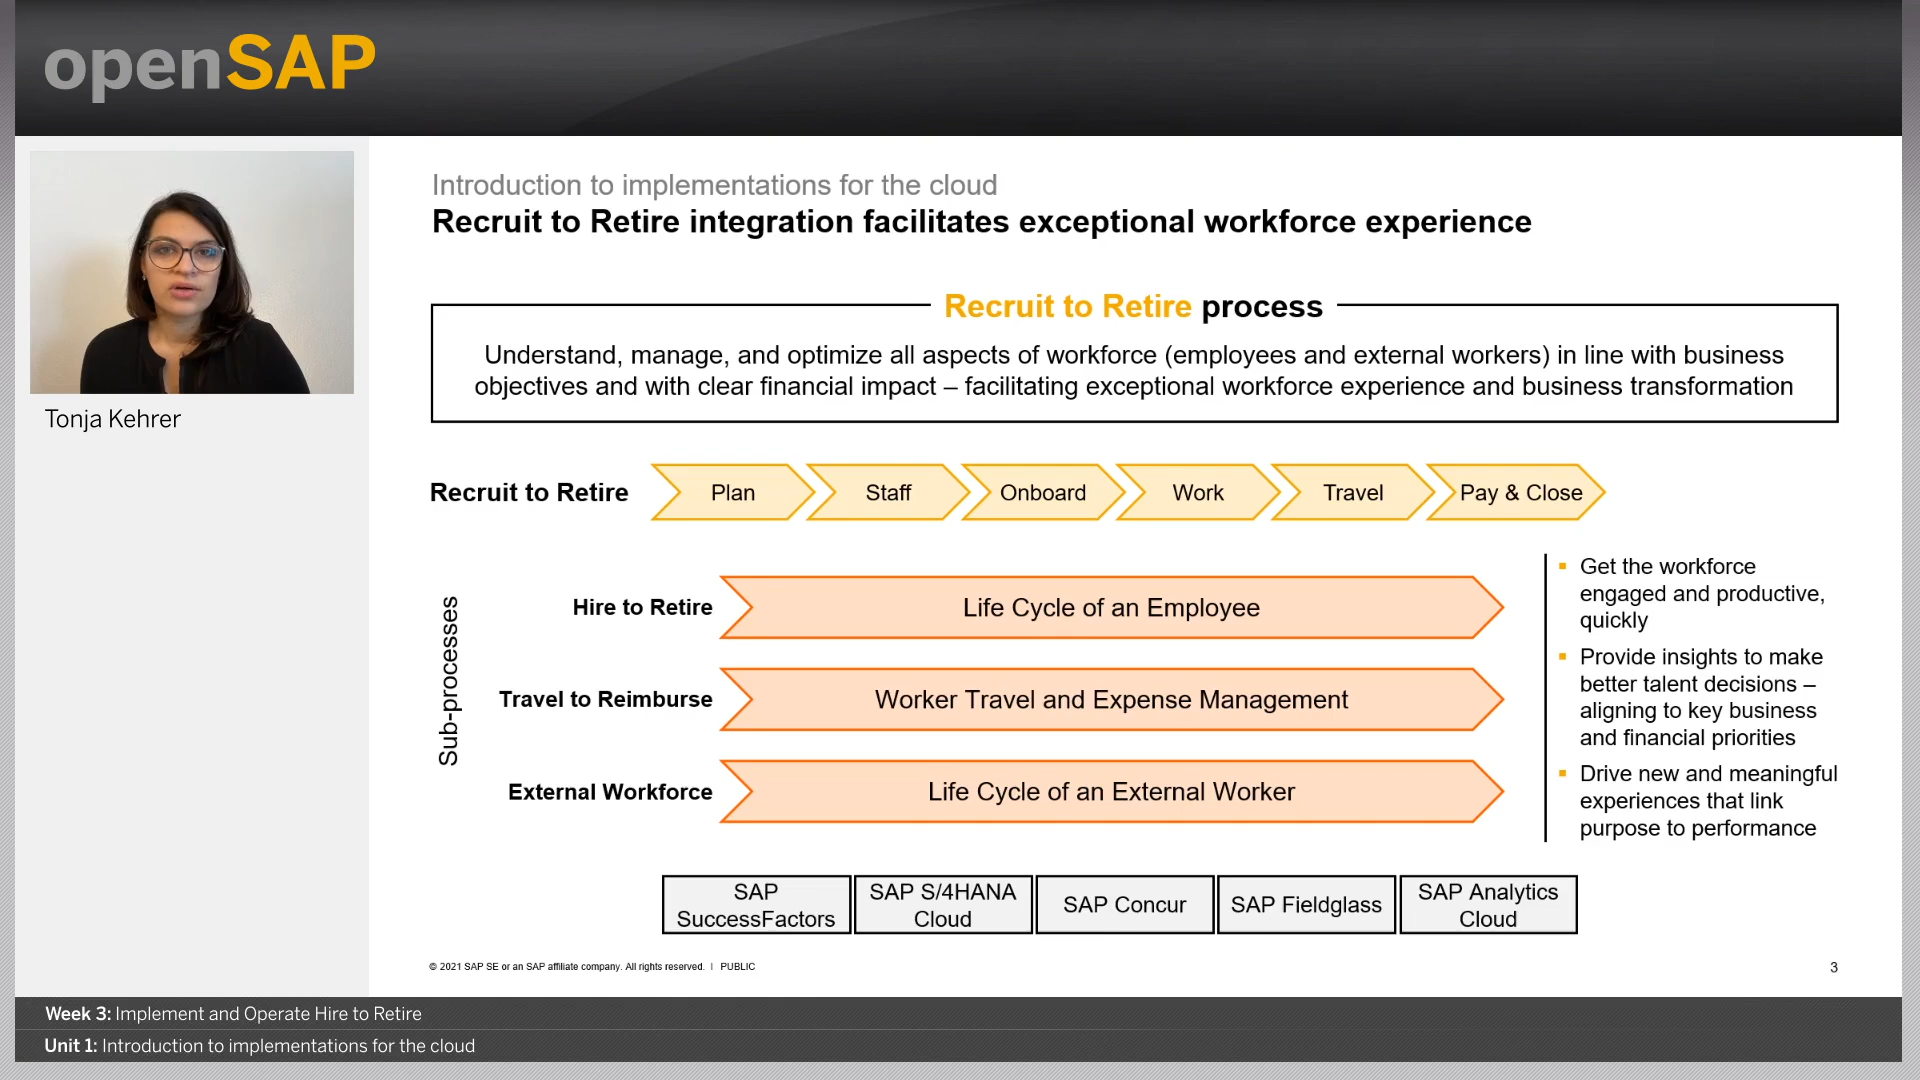 openSAP
Tonja Kehrer
Introduction to implementations for the cloud
Recruit to Retire integration facilitates exceptional workforce experience
Recruit to Retire process
Understand, manage, and optimize all aspects of workforce (employees and external workers) in line with business
objectives and with clear financial impact – facilitating exceptional workforce experience and business transformation
Recruit to Retire
Plan
Staff
Onboard
Work
Travel
Pay & Close
Sub-processes
Hire to Retire
Life Cycle of an Employee
Travel to Reimburse
Worker Travel and Expense Management
External Workforce
Life Cycle of an External Worker
▪ Get the workforce
engaged and productive,
quickly
▪ Provide insights to make
better talent decisions –
aligning to key business
and financial priorities
▪ Drive new and meaningful
experiences that link
purpose to performance
SAP
SuccessFactors
SAP S/4HANA
Cloud
SAP Concur
SAP Fieldglass
SAP Analytics
Cloud
© 2021 SAP SE or an SAP affiliate company. All rights reserved. | PUBLIC
3
Week 3: Implement and Operate Hire to Retire
Unit 1: Introduction to implementations for the cloud